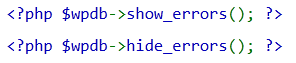 <?php $wpdb->show_errors(); ?>
<?php $wpdb->hide_errors(); ?>